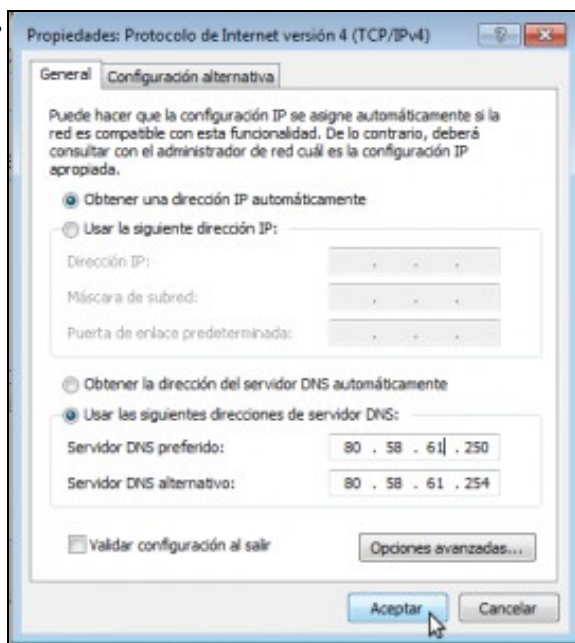 Propiedades: Protocolo de Internet versión 4 (TCP/IPv4)
General
Configuración alternativa
Puede hacer que la configuración IP se asigne automáticamente si la
red es compatible con esta funcionalidad. De lo contrario, deberá
consultar con el administrador de red cuál es la configuración IP
apropiada.
Obtener una dirección IP automáticamente
Usar la siguiente dirección IP:
Dirección IP:
Máscara de subred:
Puerta de enlace predeterminada:
Obtener la dirección del servidor DNS automáticamente
Usar las siguientes direcciones de servidor DNS:
Servidor DNS preferido: 80 . 58 . 61 . 250
Servidor DNS alternativo: 80 . 58 . 61 . 254
Validar configuración al salir
Opciones avanzadas...
Aceptar
Cancelar